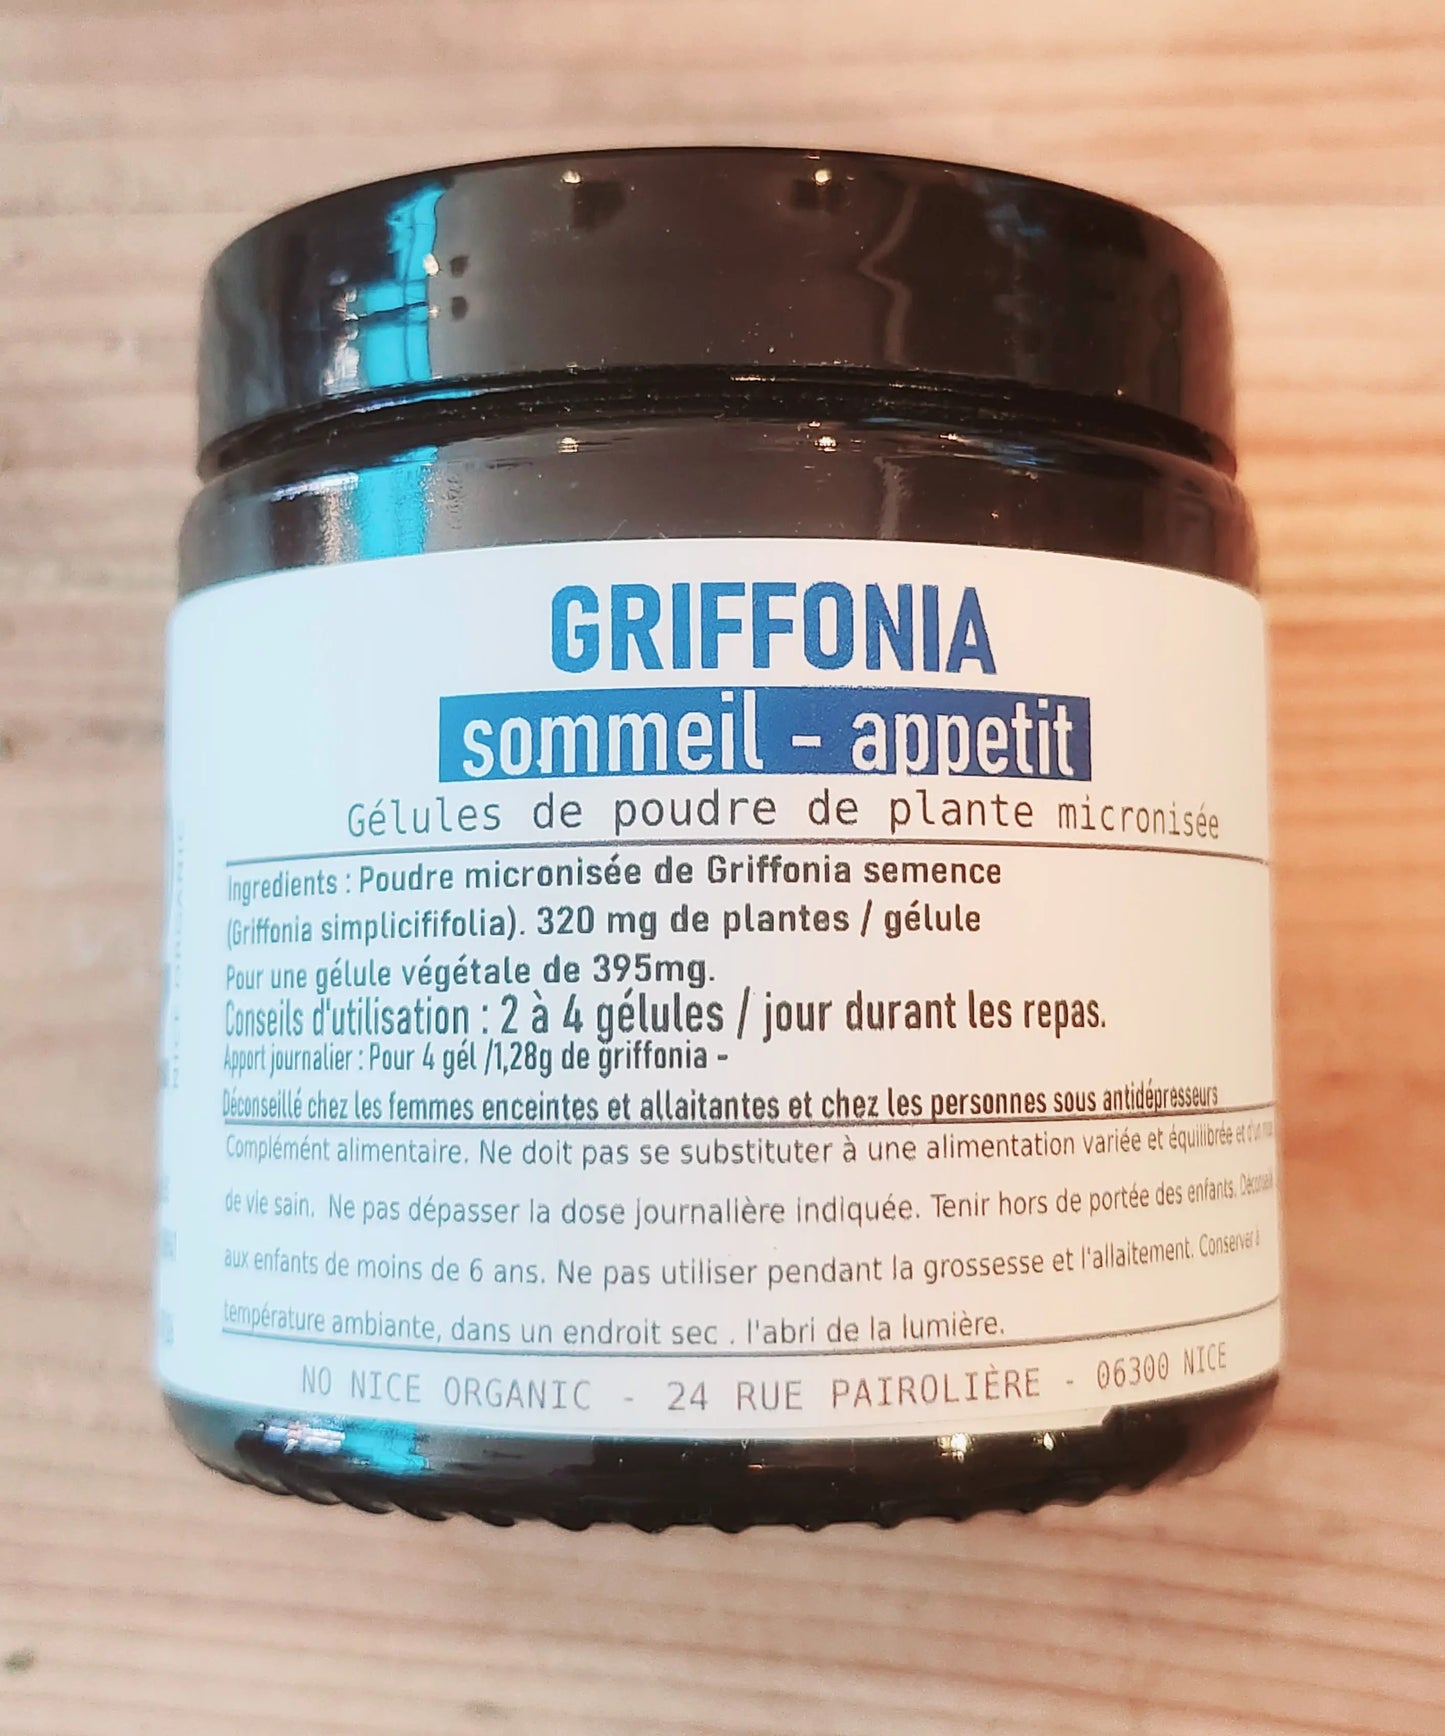 GRIFFONIA
sommeil - appetit
Gélules de poudre de plante micronisée
Ingredients : Poudre micronisée de Griffonia semence
(Griffonia simplicififolia). 320 mg de plantes / gélule
Pour une gélule végétale de 395mg.
Conseils d'utilisation : 2 à 4 gélules / jour durant les repas.
Apport journalier : Pour 4 gél /1,28g de griffonia -
Déconseillé chez les femmes enceintes et allaitantes et chez les personnes sous antidépresseurs
Complémént alimentaire. Ne doit pas se substituter à une alimentation variée et équilibrée et d'un
de vie sain. Ne pas dépasser la dose journalière indiquée. Tenir hors de portée des enfants.
aux enfants de moins de 6 ans. Ne pas utiliser pendant la grossesse et l'allaitement. Conserver à
température ambiante, dans un endroit sec . l'abri de la lumière.
NO NICE ORGANIC - 24 RUE PAIROLIÈRE - 06300 NICE
NICE ORGANIC